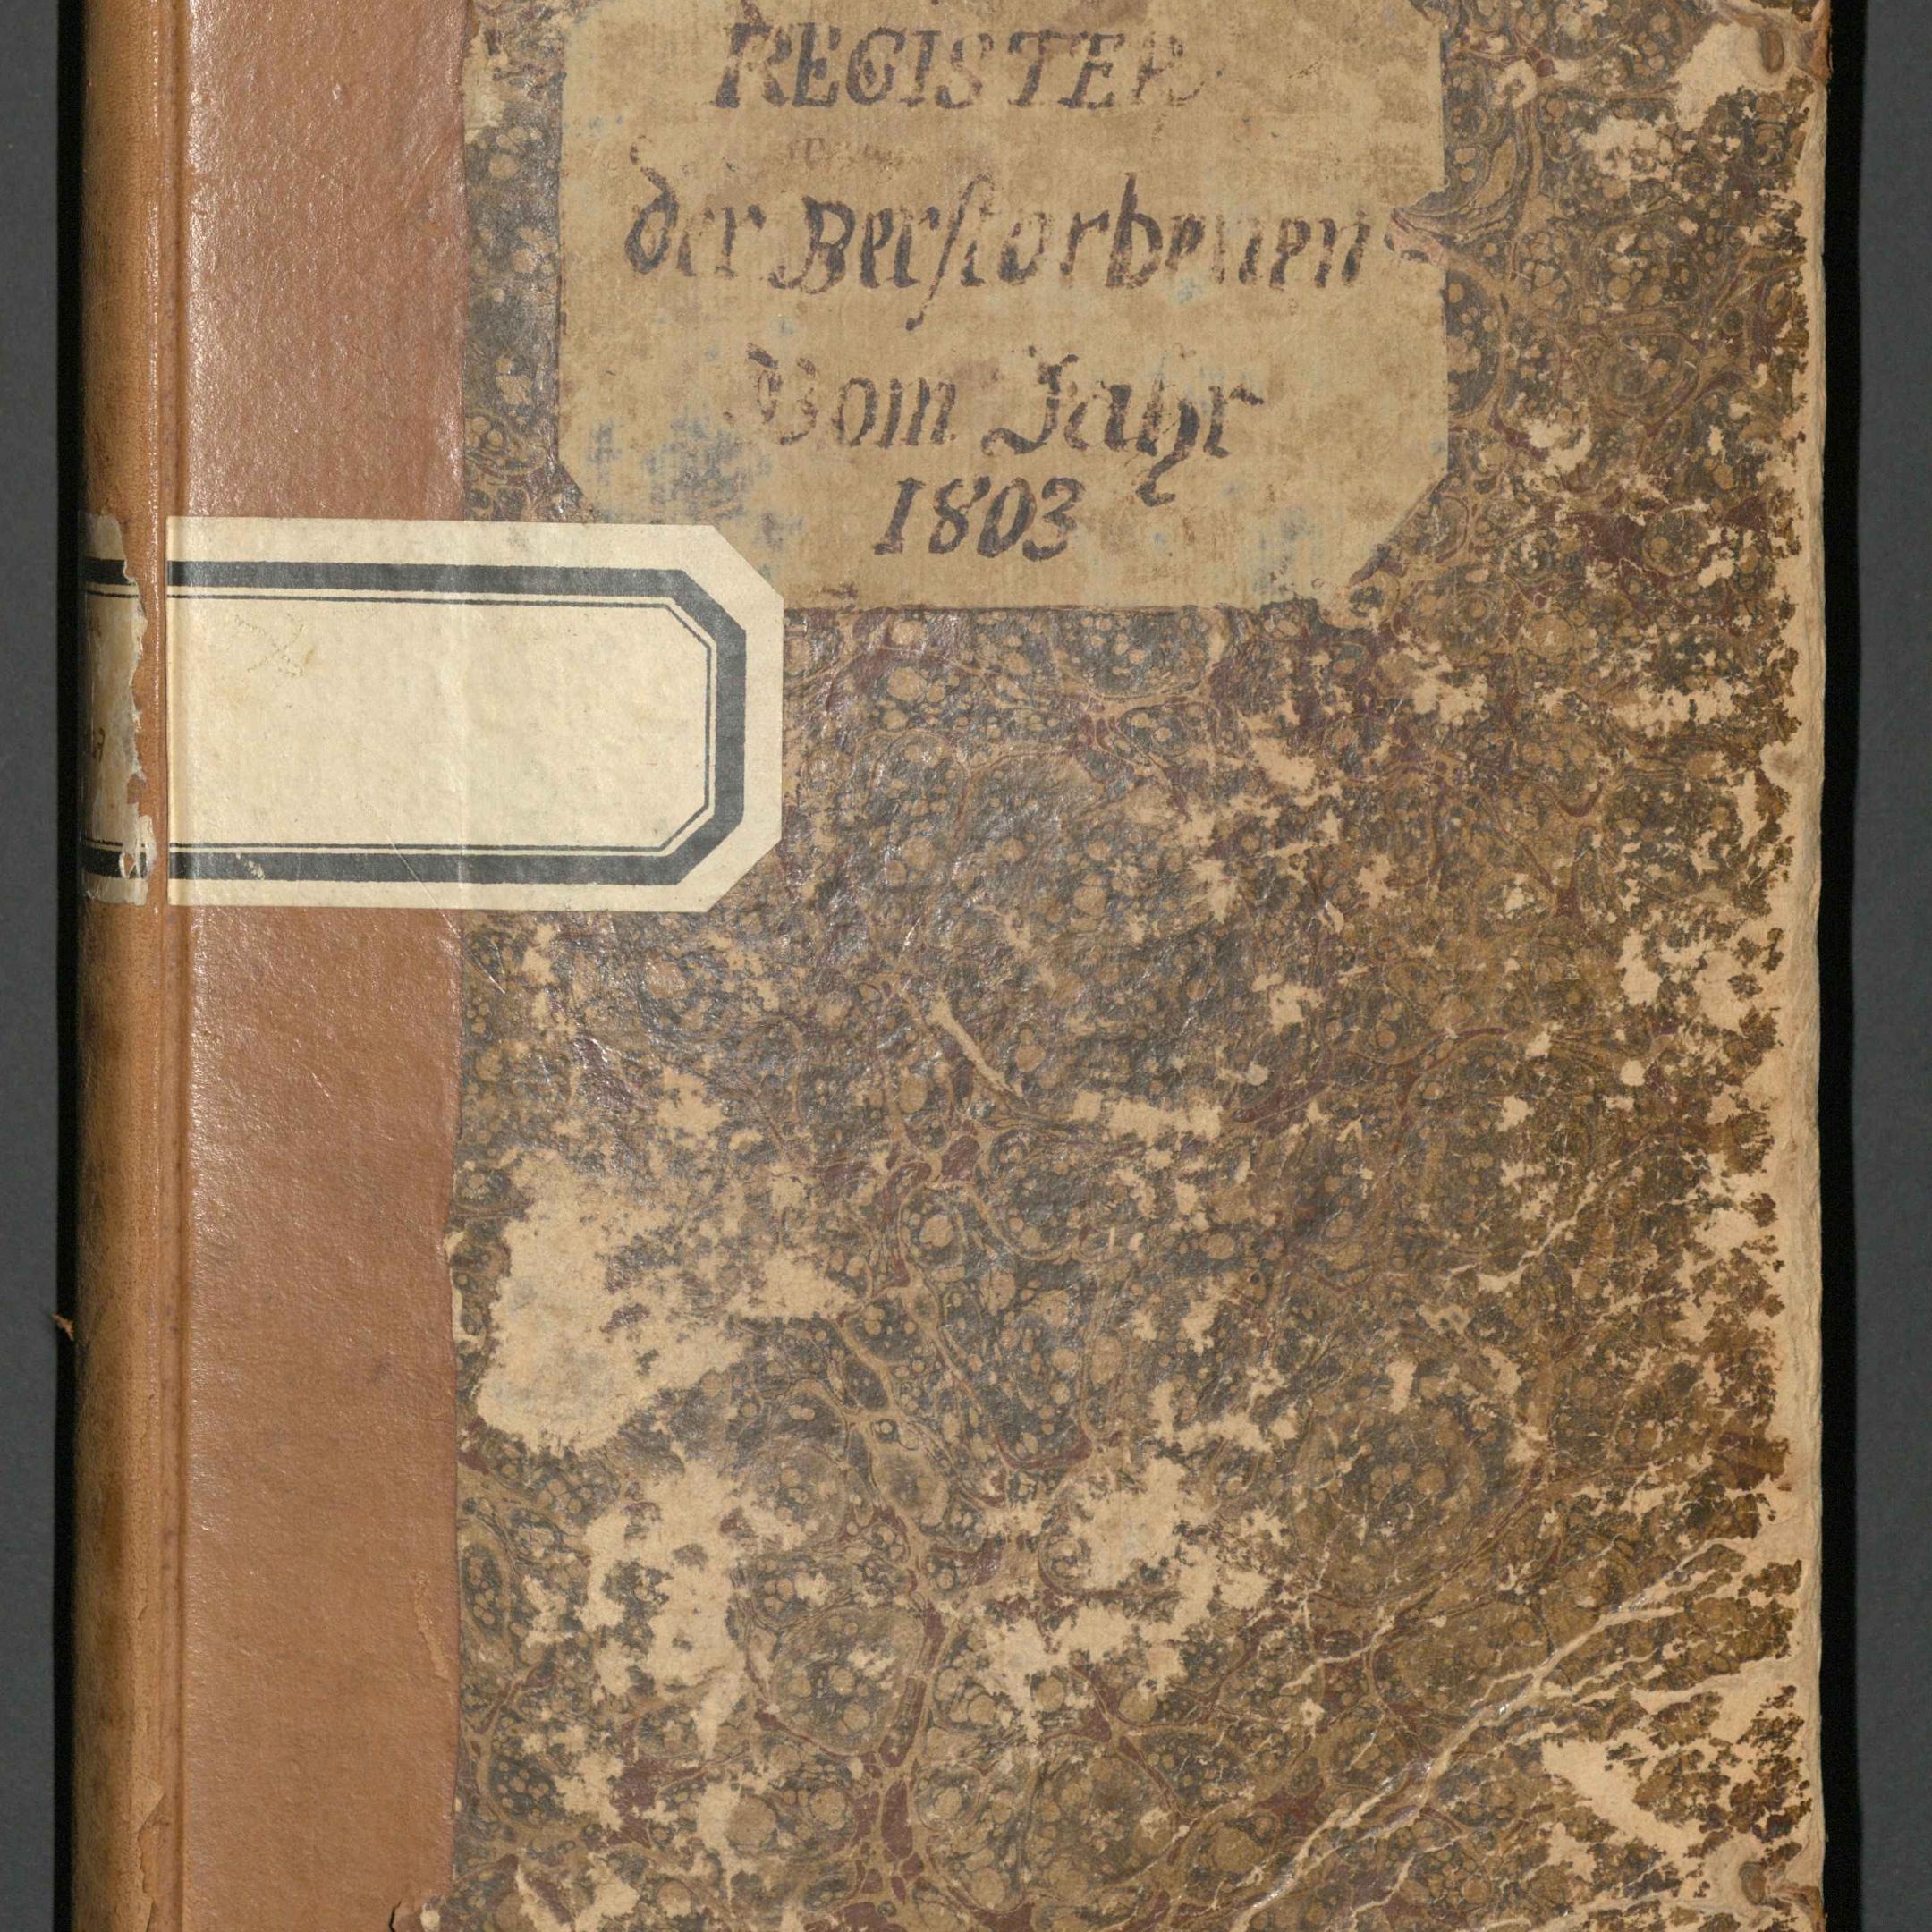 REGISTER
der Verstorbenen
Vom Jahr
1803